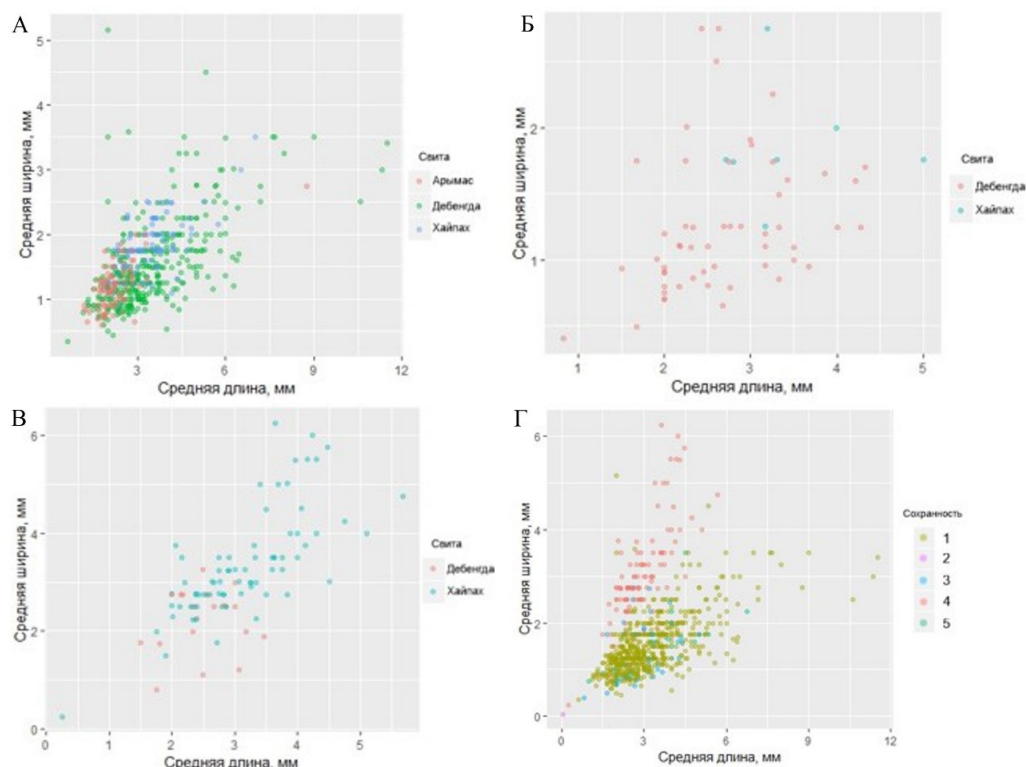 А
Средняя ширина, мм
5
4
3
2
1
3
6
9
12
Средняя длина, мм
Свита
Арымас
Дебенгда
Хайпах
Б
Средняя ширина, мм
2
1
1
2
3
4
5
Средняя длина, мм
Свита
Дебенгда
Хайпах
В
Средняя ширина, мм
6
4
2
0
0
2
3
4
5
Средняя длина, мм
Свита
Дебенгда
Хайпах
Г
Средняя ширина, мм
6
4
2
0
0
3
6
9
12
Средняя длина, мм
Сохранность
1
2
3
4
5